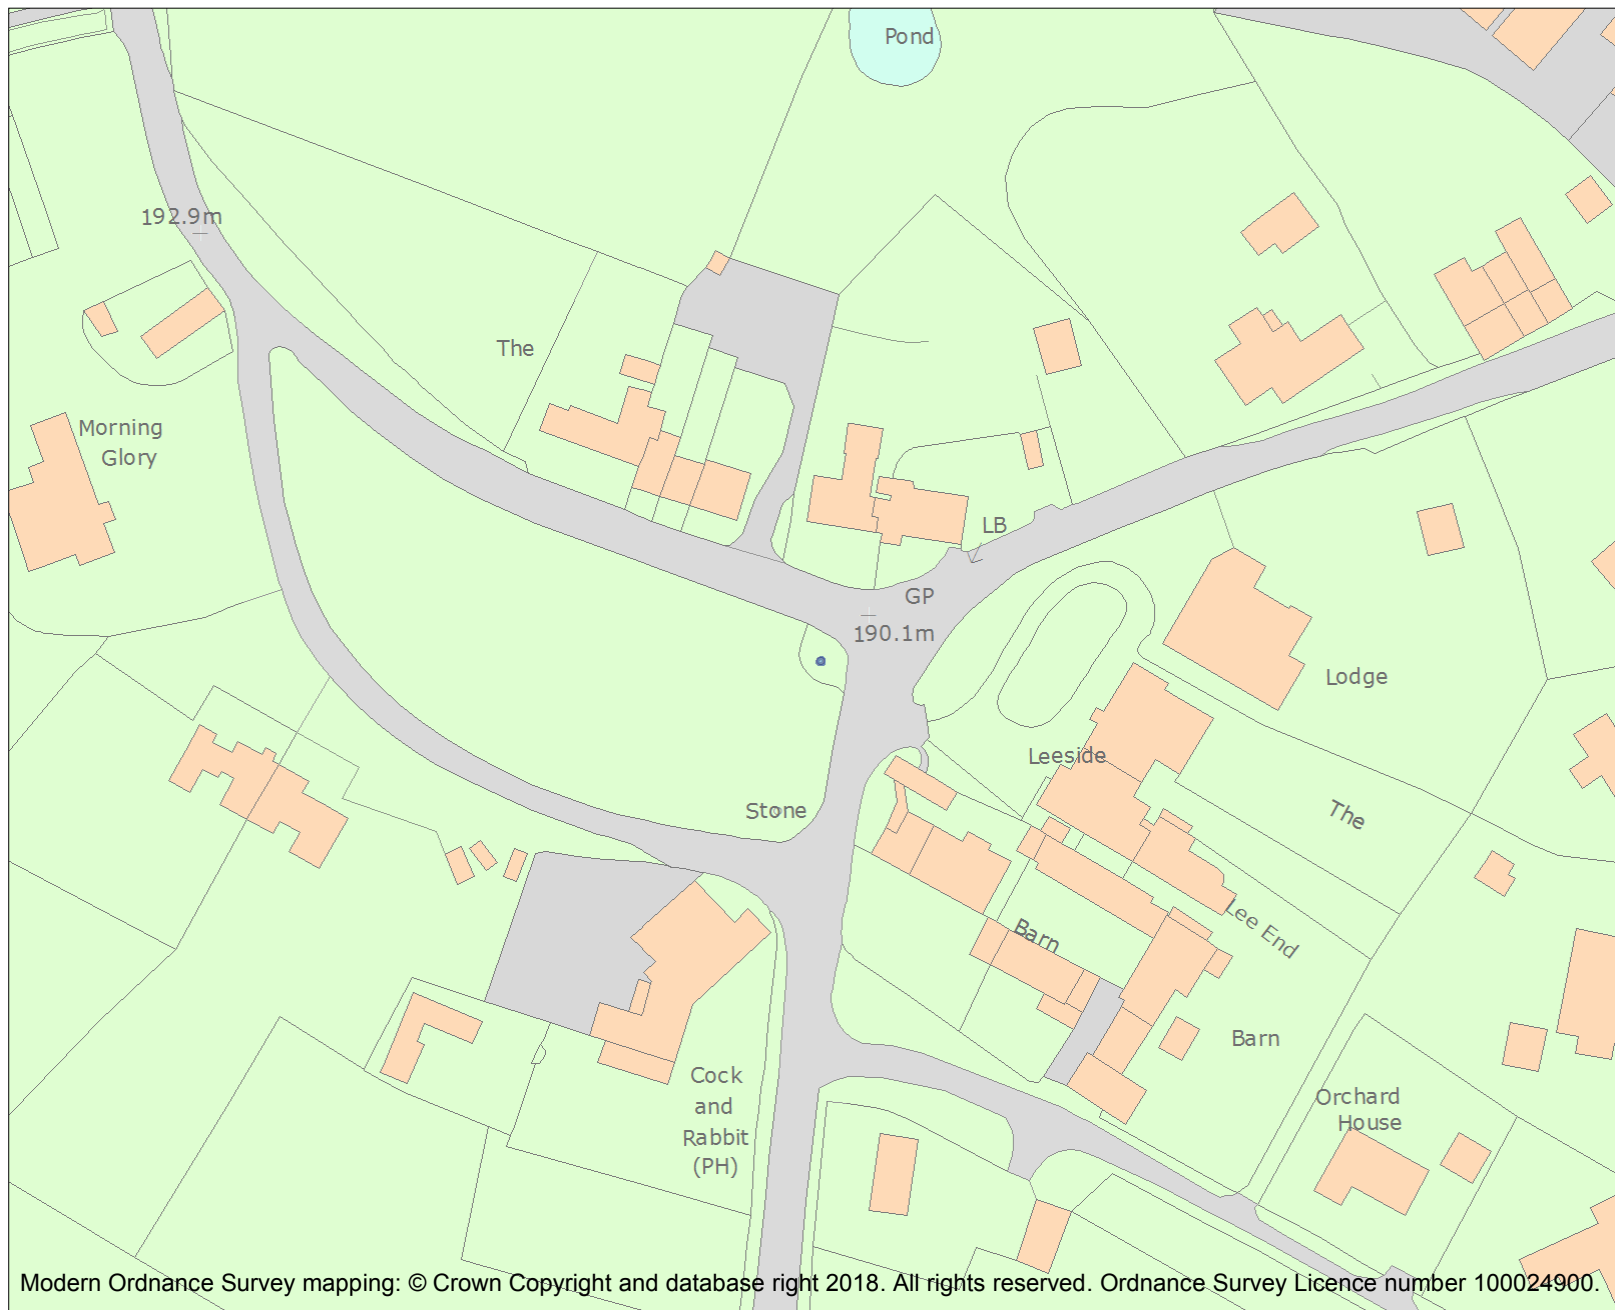 Pond
192.9m
The
Morning
Glory
LB
GP
190.1m
Lodge
Leeside
Stone
The
Lee End
Barn
Barn
Cock
and
Rabbit
(PH)
Orchard
House
Modern Ordnance Survey mapping: © Crown Copyright and database right 2018. All rights reserved. Ordnance Survey Licence number 100024900.